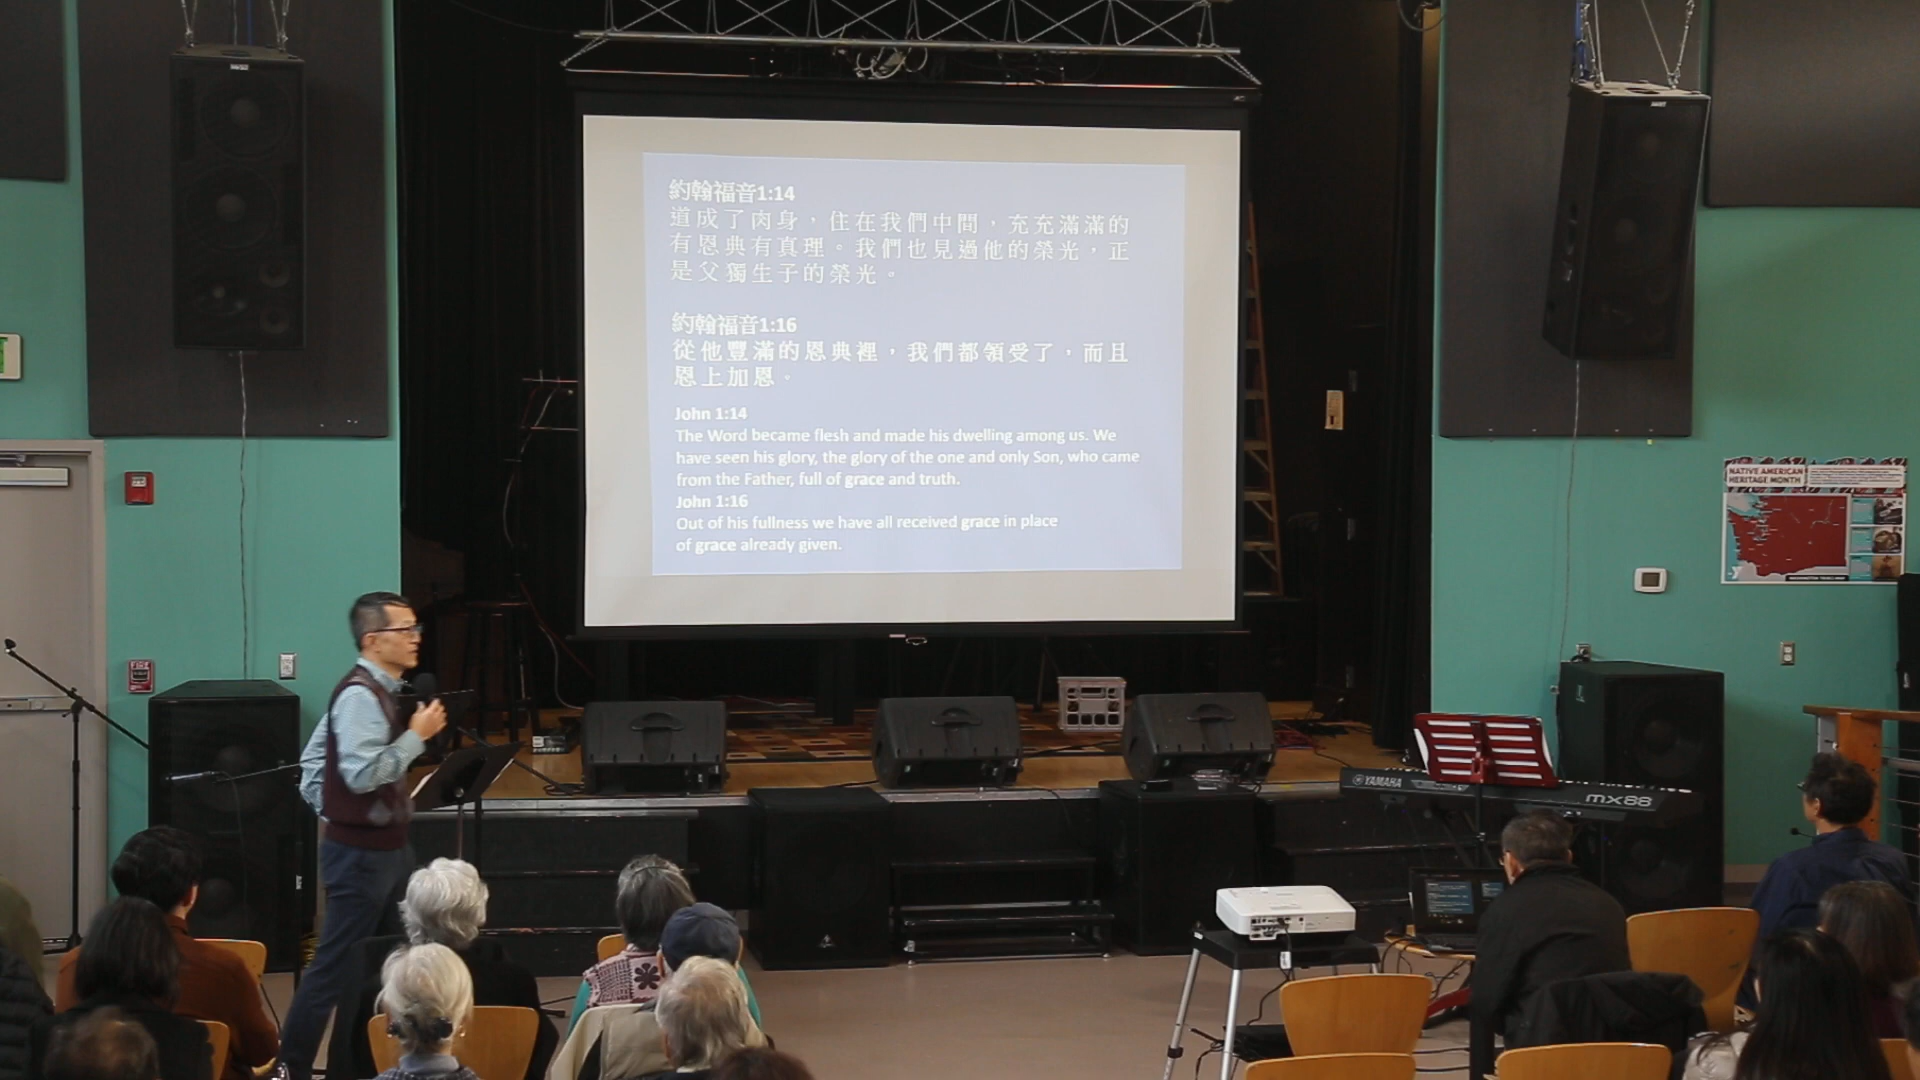 約翰福音1:14
道成了肉身，住在我們中間，充充滿滿的
有恩典有真理。我們也見過他的榮光，正
是父獨生子的榮光。
約翰福音1:16
從他豐滿的恩典裡，我們都領受了，而且
恩上加恩。
John 1:14
The Word became flesh and made his dwelling among us. We
have seen his glory, the glory of the one and only Son, who came
from the Father, full of grace and truth.
John 1:16
Out of his fullness we have all received grace in place
of grace already given.
NATIVE AMERICAN
HERITAGE MONTH
FIRE
YAMAHA
MX88